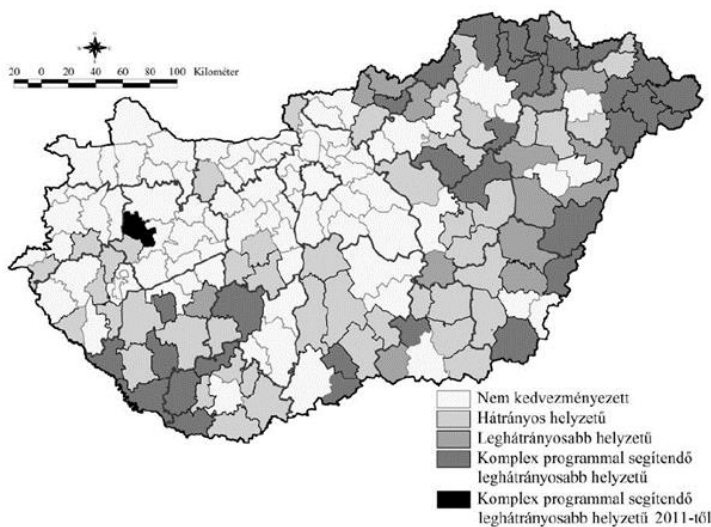 20 0 20 40 60 80 100 Kilométer
Nem kedvezményezett
Hátrányos helyzetű
Leghátrányosabb helyzetű
Komplex programmal segítendő
leghátrányosabb helyzetű
Komplex programmal segítendő
leghátrányosabb helyzetű 2011-től